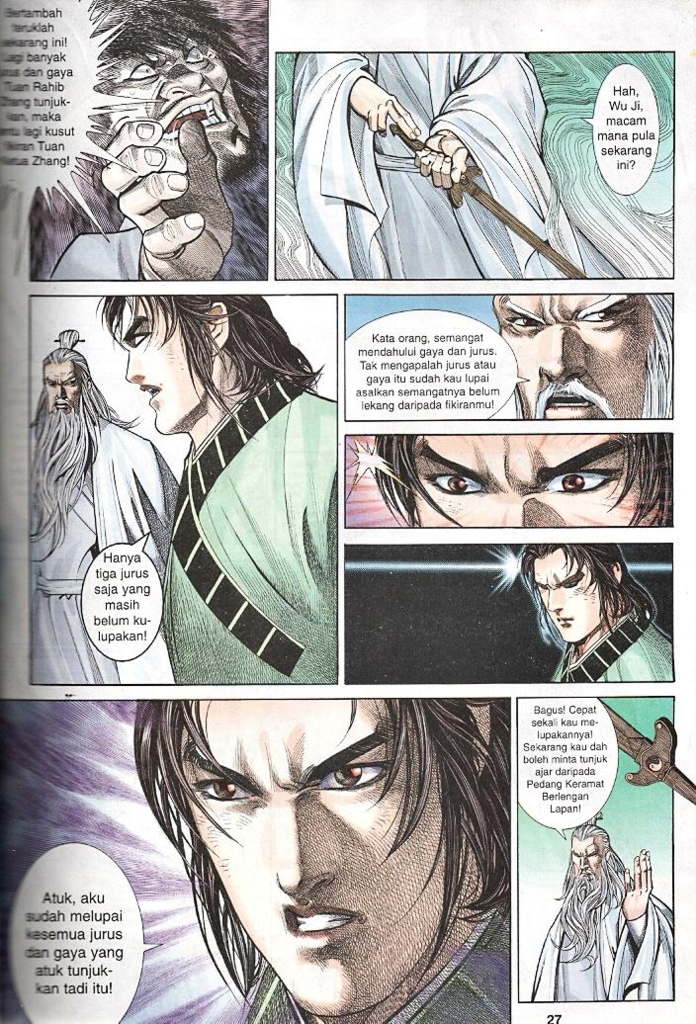 Bertambah
teruklah
sekarang ini!
Lagi banyak
jurus dan gaya
Tuan Rahib
Zhang tunjuk-
kan, maka
tentu lagi kusut
fikiran Tuan
Ketua Zhang!
Hah,
Wu Ji,
macam
mana pula
sekarang
ini?
Hanya
tiga jurus
saja yang
masih
belum ku-
lupakan!
Kata orang, semangat
mendahului gaya dan jurus.
Tak mengapalah jurus atau
gaya itu sudah kau lupai
asalkan semangatnya belum
lekang daripada fikiranmu!
Atuk, aku
sudah melupai
kesemua jurus
dan gaya yang
atuk tunjuk-
kan tadi itu!
Bagus! Cepat
sekali kau me-
lupakannya!
Sekarang kau dah
boleh minta tunjuk
ajar daripada
Pedang Keramat
Berlengan
Lapan!
27